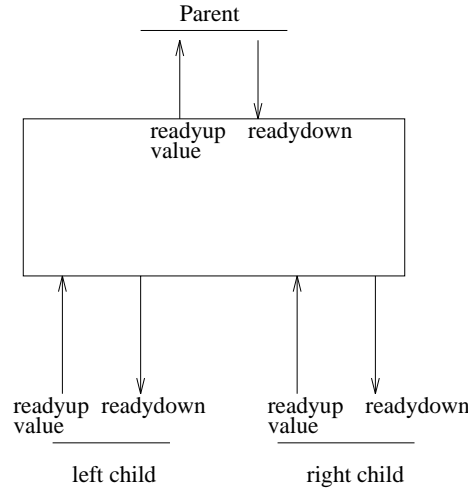 Parent
readyup readydown
value
readyup readydown readyup readydown
value value
left child right child